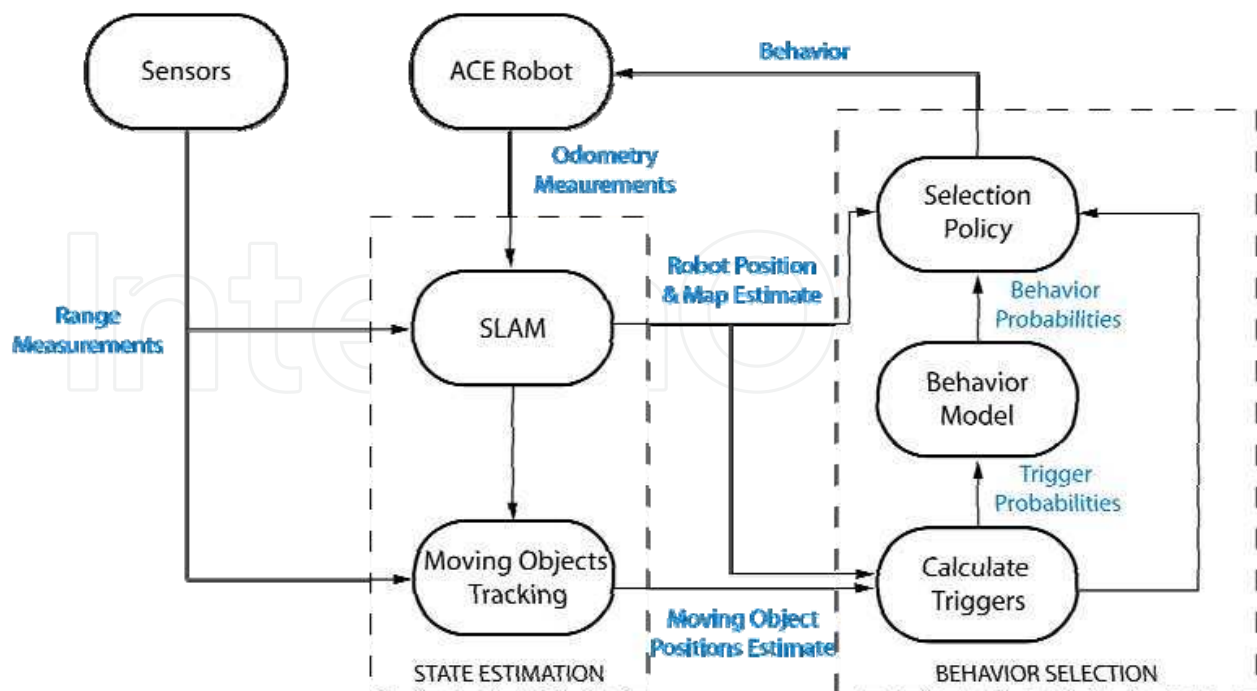 Sensors
ACE Robot
Behavior
Odometry
Meaurements
Selection
Policy
Robot Position
& Map Estimate
Range
Measurements
SLAM
Behavior
Probabilities
Behavior
Model
Trigger
Probabilities
Moving Objects
Tracking
Calculate
Triggers
Moving Object
Positions Estimate
STATE ESTIMATION
BEHAVIOR SELECTION